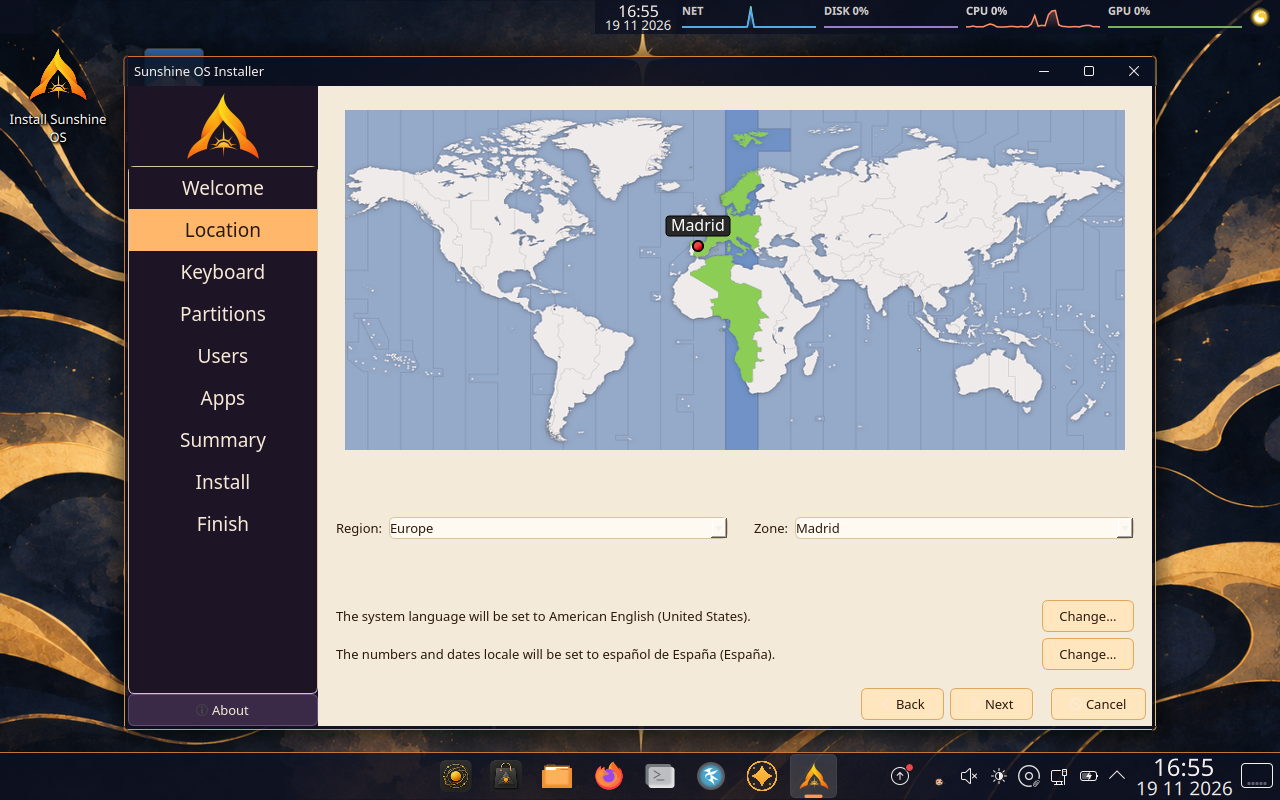 16:55
19 11 2026
NET
DISK 0%
CPU 0%
GPU 0%
Install Sunshine
OS
Sunshine OS Installer
Welcome
Location
Keyboard
Partitions
Users
Apps
Summary
Install
Finish
About
Madrid
Region:
Europe
Zone:
Madrid
The system language will be set to American English (United States).
Change...
The numbers and dates locale will be set to español de España (España).
Change...
Back
Next
Cancel
16:55
19 11 2026